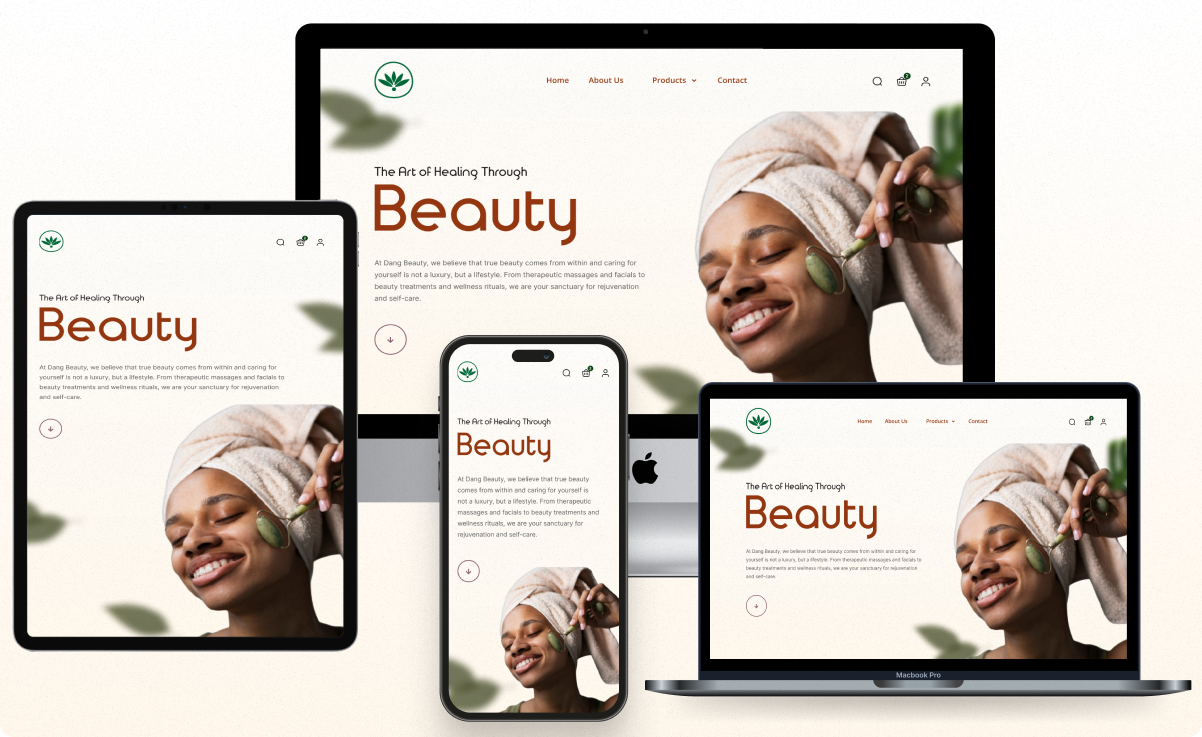 Home About Us Products Contact
2
The Art of Healing Through
Beauty
At Dang Beauty, we believe that true beauty comes from within and caring for
yourself is not a luxury, but a lifestyle. From therapeutic massages and facials to
beauty treatments and wellness rituals, we are your sanctuary for rejuvenation
and self-care.
The Art of Healing Through
Beauty
At Dang Beauty, we believe that true beauty comes from within and caring for
yourself is not a luxury, but a lifestyle. From therapeutic massages and facials to
beauty treatments and wellness rituals, we are your sanctuary for rejuvenation
and self-care.
The Art of Healing Through
Beauty
At Dang Beauty, we believe that true beauty
comes from within and caring for yourself is
not a luxury, but a lifestyle. From therapeutic
massages and facials to beauty treatments and
wellness rituals, we are your sanctuary for
rejuvenation and self-care.
Home About Us Products Contact
The Art of Healing Through
Beauty
At Dang Beauty, we believe that true beauty comes from within and caring for
yourself is not a luxury, but a lifestyle. From therapeutic massages and facials to
beauty treatments and wellness rituals, we are your sanctuary for rejuvenation
and self-care.
Macbook Pro